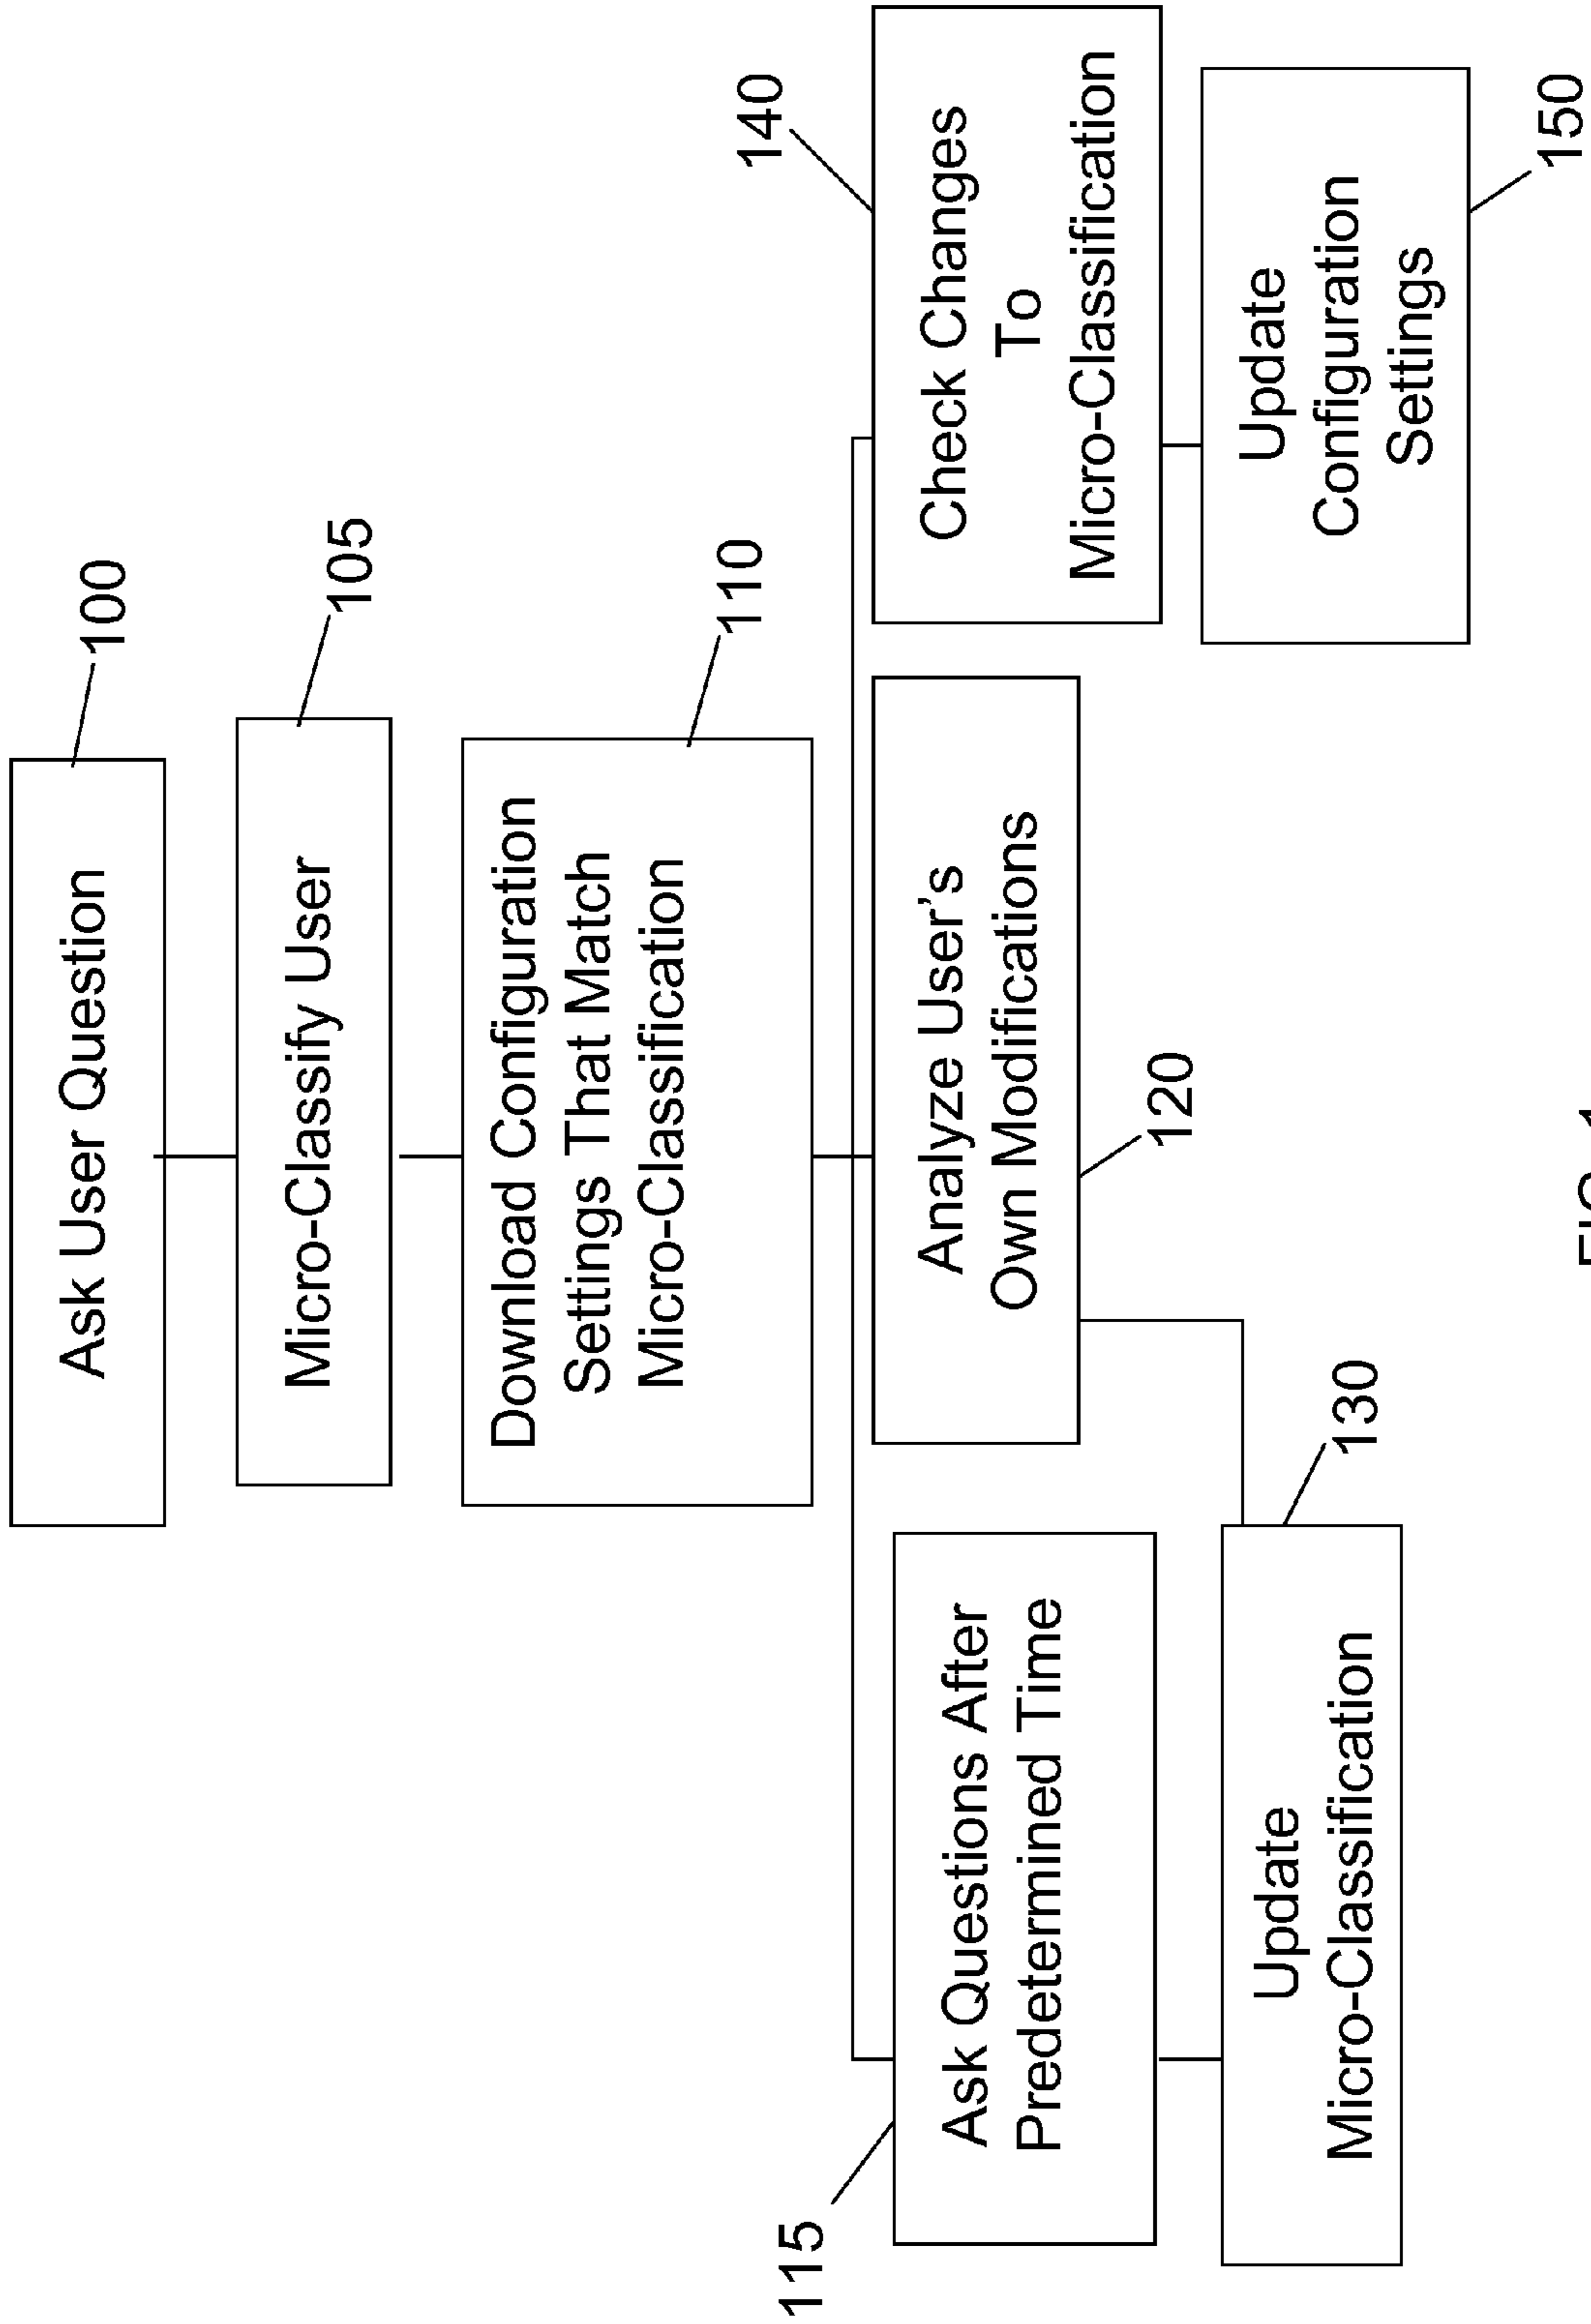 Ask User Question
100
Micro-Classify User
105
Download Configuration
Settings That Match
Micro-Classification
110
115
Ask Questions After
Predetermined Time
Analyze User's
Own Modifications
120
140
Check Changes
To
Micro-Classification
Update
Micro-Classification
130
Update
Configuration
Settings
150
FIG. 1